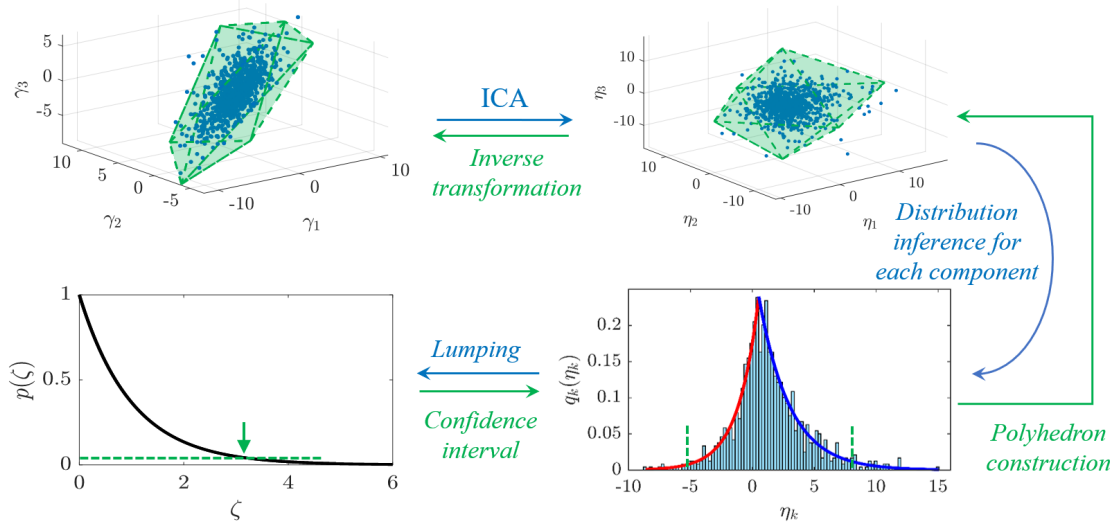 5
0
-5
γ₃
10
5
0
-5
γ₂
-10
0
10
γ₁
ICA
Inverse
transformation
10
0
-10
η₃
10
0
-10
η₂
-10
0
10
η₁
Distribution
inference for
each component
1
0.5
0
p(ζ)
0
2
4
6
ζ
Lumping
Confidence
interval
0.2
0.15
0.1
0.05
0
qₖ(ηₖ)
-10
-5
0
5
10
15
ηₖ
Polyhedron
construction